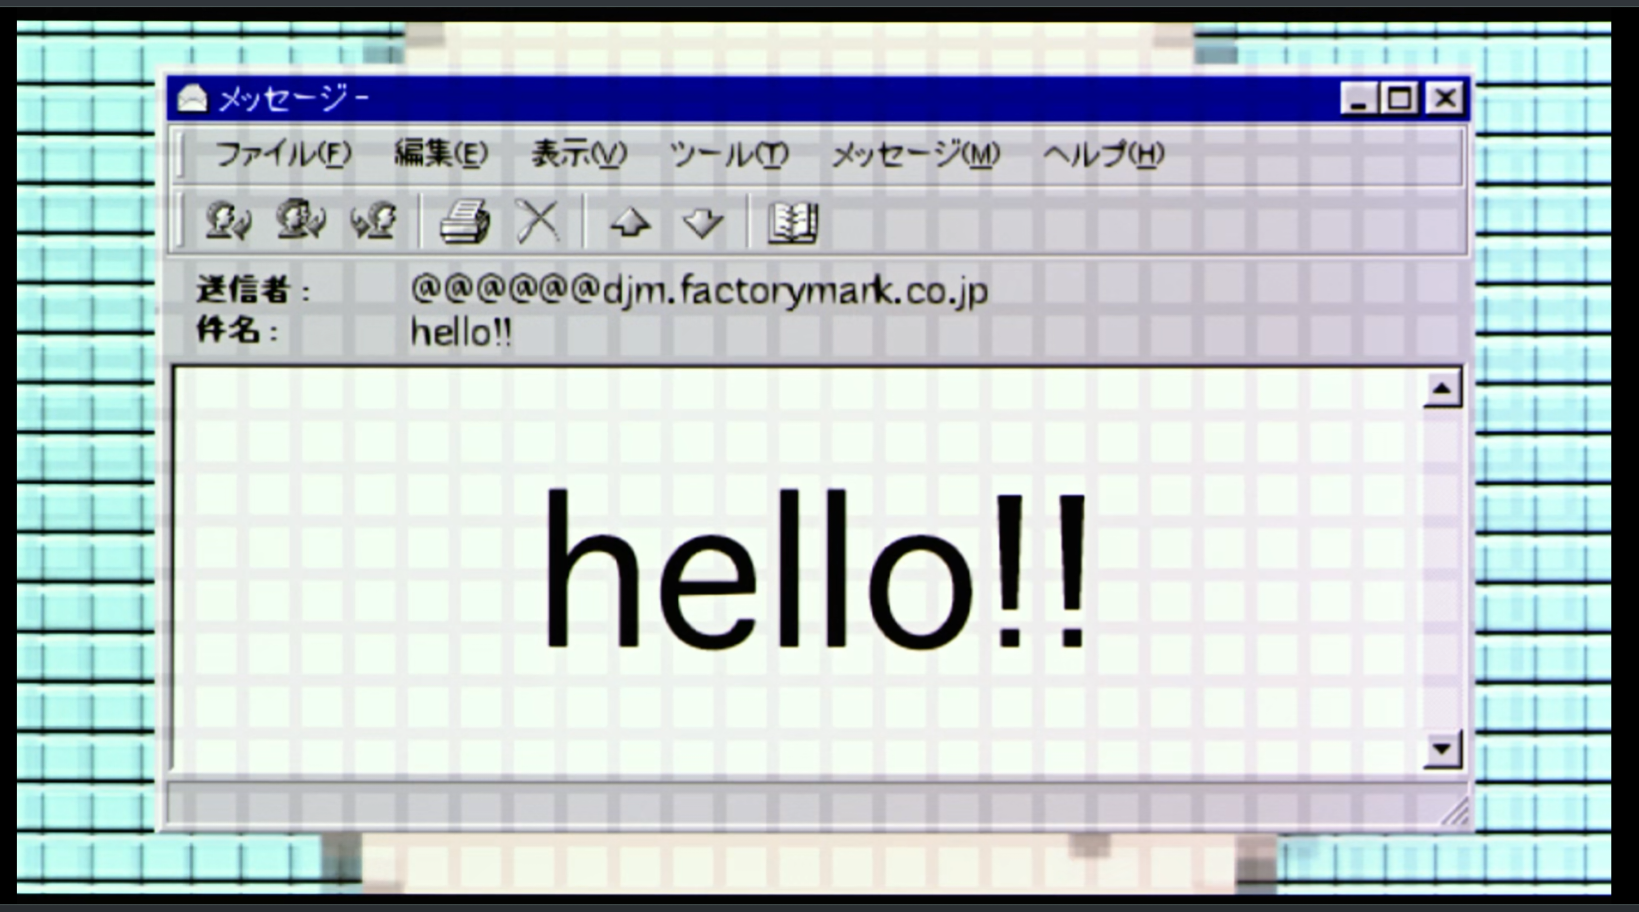 メッセージ -
ファイル(F) 編集(E) 表示(V) ツール(T) メッセージ(M) ヘルプ(H)
送信者 : @@@@@@djm.factorymark.co.jp
件名 : hello!!
hello!!